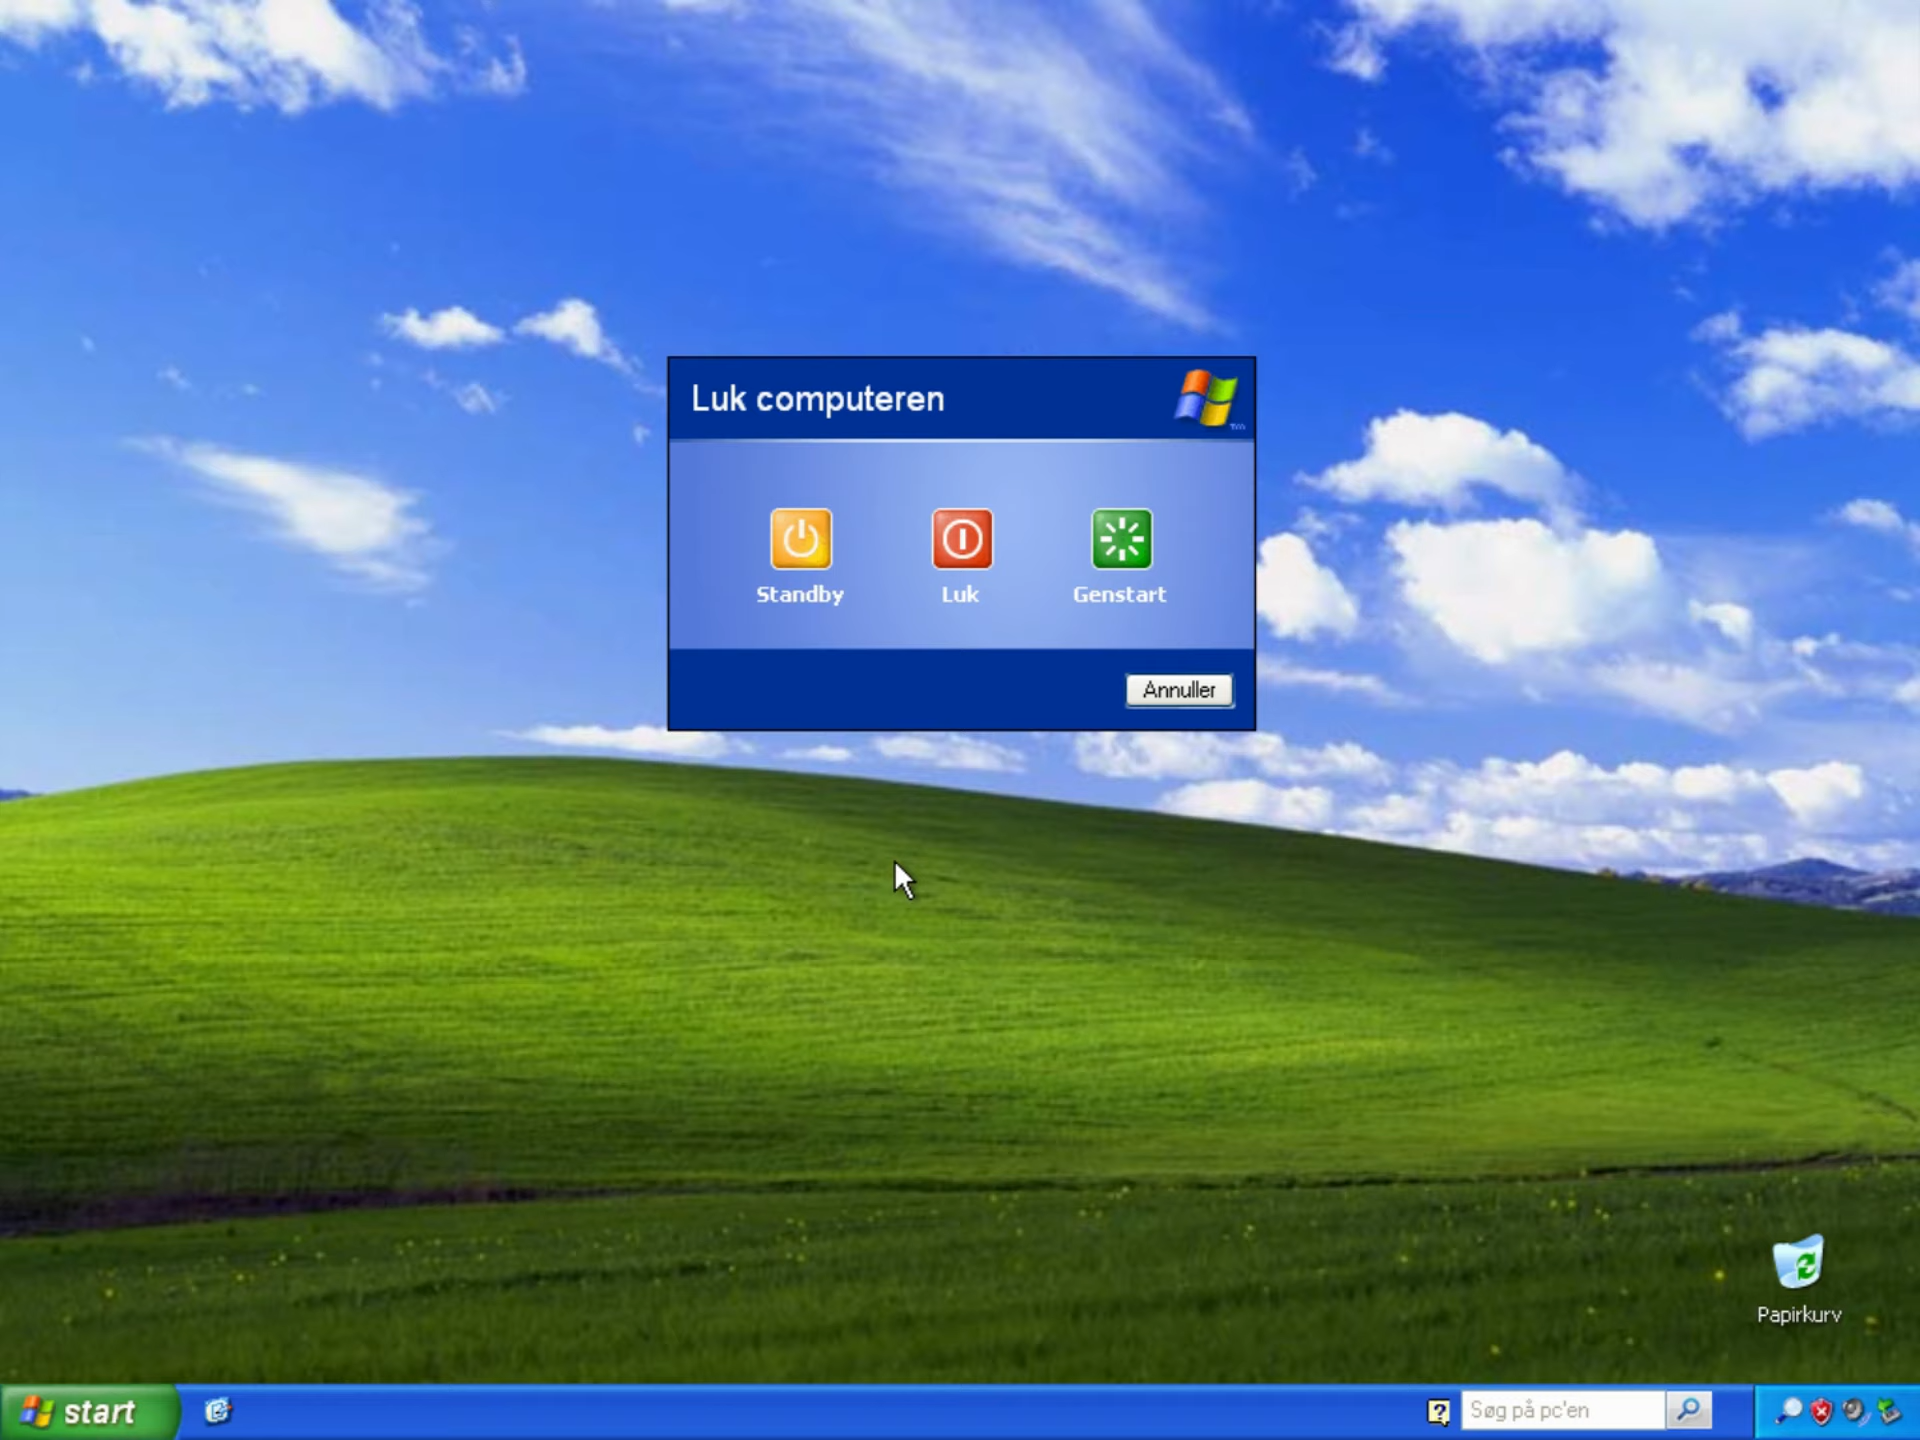 Luk computeren
Standby
Luk
Genstart
Annuller
Papirkurv
start
Søg på pc'en